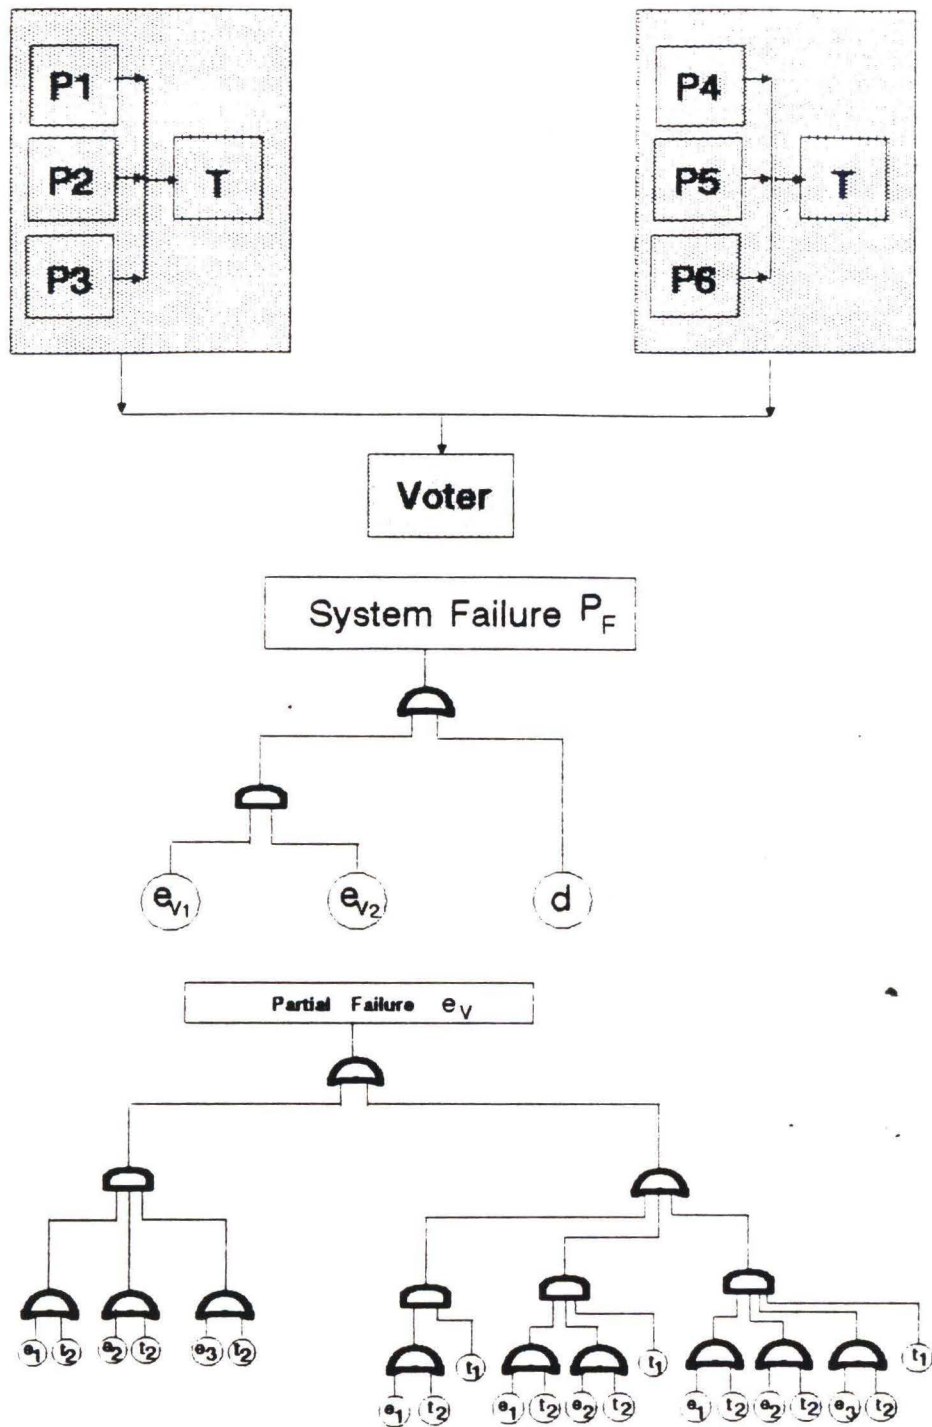 P1 P4
P2 T P5 T
P3 P6
Voter
System Failure P_F
e_v1 e_v2 d
Partial Failure e_v
e1 t2 e2 t2 e3 t2
t1 t1 t1
e1 t2 e1 t2 e2 t2 e1 t2 e2 t2 e3 t2